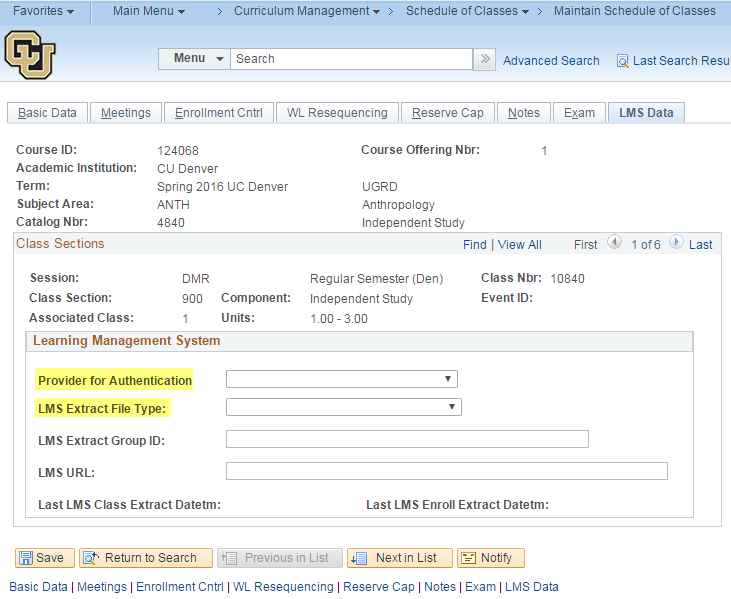 Favorites Main Menu > Curriculum Management > Schedule of Classes > Maintain Schedule of Classes
CU
Menu Search » Advanced Search Last Search Resu
Basic Data Meetings Enrollment Cntrl WL Resequencing Reserve Cap Notes Exam LMS Data
Course ID: 124068 Course Offering Nbr: 1
Academic Institution: CU Denver
Term: Spring 2016 UC Denver UGRD
Subject Area: ANTH Anthropology
Catalog Nbr: 4840 Independent Study
Class Sections Find | View All First 1 of 6 Last
Session: DMR Regular Semester (Den) Class Nbr: 10840
Class Section: 900 Component: Independent Study Event ID:
Associated Class: 1 Units: 1.00 - 3.00
Learning Management System
Provider for Authentication
LMS Extract File Type:
LMS Extract Group ID:
LMS URL:
Last LMS Class Extract Datetm: Last LMS Enroll Extract Datetm:
Save Return to Search Previous in List Next in List Notify
Basic Data | Meetings | Enrollment Cntrl | WL Resequencing | Reserve Cap | Notes | Exam | LMS Data